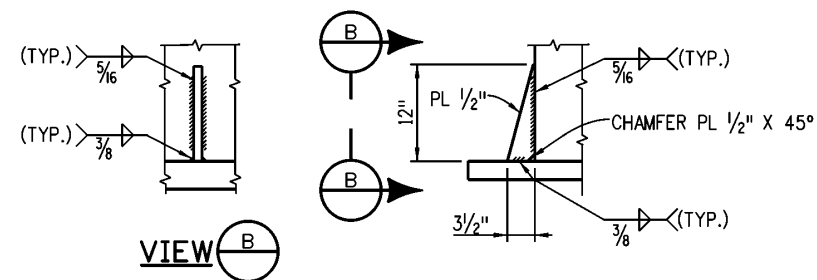 (TYP.)
5/16
(TYP.)
3/8
VIEW B
B
B
12"
PL 1/2"
3 1/2"
5/16
(TYP.)
CHAMFER PL 1/2" X 45°
3/8
(TYP.)